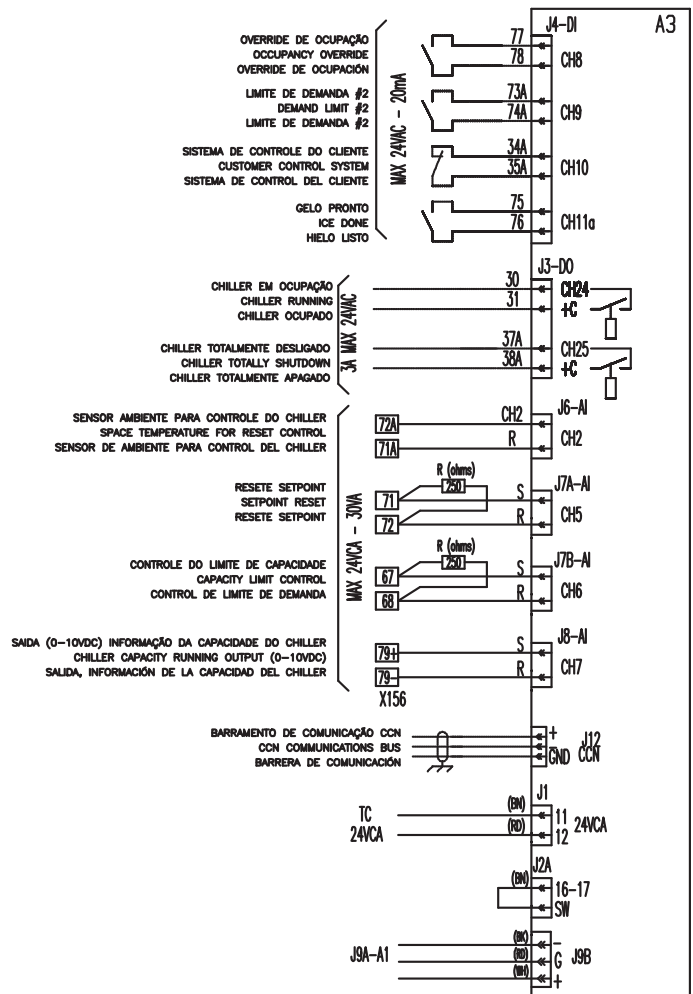 A3
J4-DI
OVERRIDE DE OCUPAÇÃO
OCCUPANCY OVERRIDE
OVERRIDE DE OCUPACIÓN
77
78
CH8
LIMITE DE DEMANDA #2
DEMAND LIMIT #2
LIMITE DE DEMANDA #2
73A
74A
CH9
MAX 24VAC - 20mA
SISTEMA DE CONTROLE DO CLIENTE
CUSTOMER CONTROL SYSTEM
SISTEMA DE CONTROL DEL CLIENTE
34A
35A
CH10
GELO PRONTO
ICE DONE
HIELO LISTO
75
76
CH11a
J3-DO
CHILLER EM OCUPAÇÃO
CHILLER RUNNING
CHILLER OCUPADO
30
31
CH24
+C
3A MAX 24VAC
CHILLER TOTALMENTE DESLIGADO
CHILLER TOTALLY SHUTDOWN
CHILLER TOTALMENTE APAGADO
37A
38A
CH25
+C
J6-AI
SENSOR AMBIENTE PARA CONTROLE DO CHILLER
SPACE TEMPERATURE FOR RESET CONTROL
SENSOR DE AMBIENTE PARA CONTROL DEL CHILLER
72A
71A
CH2
R
CH2
MAX 24VCA - 30VA
RESETE SETPOINT
SETPOINT RESET
RESETE SETPOINT
71
72
R (ohms)
250
S
R
J7A-AI
CH5
CONTROLE DO LIMITE DE CAPACIDADE
CAPACITY LIMIT CONTROL
CONTROL DE LIMITE DE DEMANDA
67
68
R (ohms)
250
S
R
J7B-AI
CH6
SAIDA (0-10VDC) INFORMAÇÃO DA CAPACIDADE DO CHILLER
CHILLER CAPACITY RUNNING OUTPUT (0-10VDC)
SALIDA, INFORMACIÓN DE LA CAPACIDAD DEL CHILLER
79+
79-
X156
S
R
J8-AI
CH7
BARRAMENTO DE COMUNICAÇÃO CCN
CCN COMMUNICATIONS BUS
BARRERA DE COMUNICACIÓN
+
-
GND
J12
CCN
J1
TC
24VCA
(BN)
(RD)
11
12
24VCA
J2A
(BN)
16-17
SW
J9A-A1
(BK)
(RD)
(WH)
-
G
+
J9B